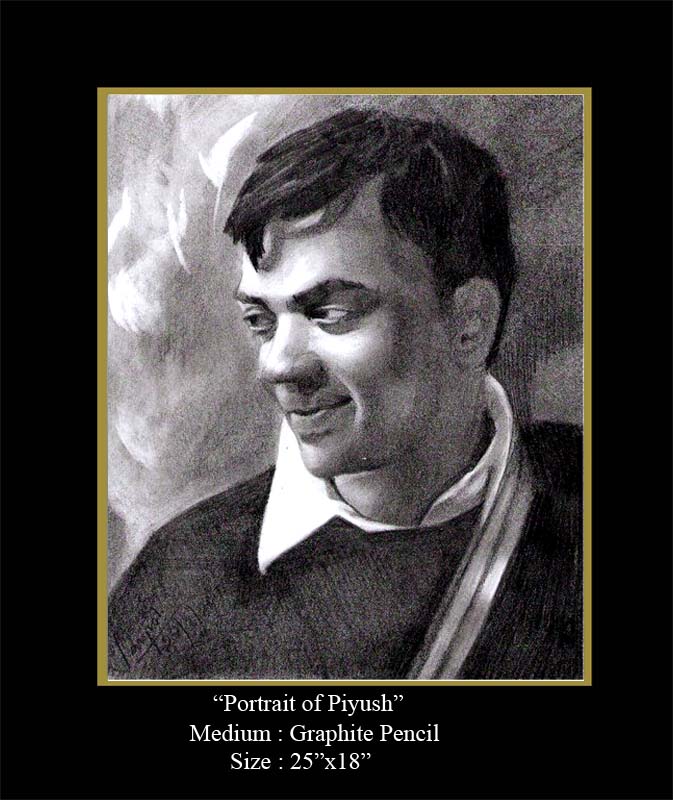 “Portrait of Piyush”
Medium : Graphite Pencil
Size : 25”x18”